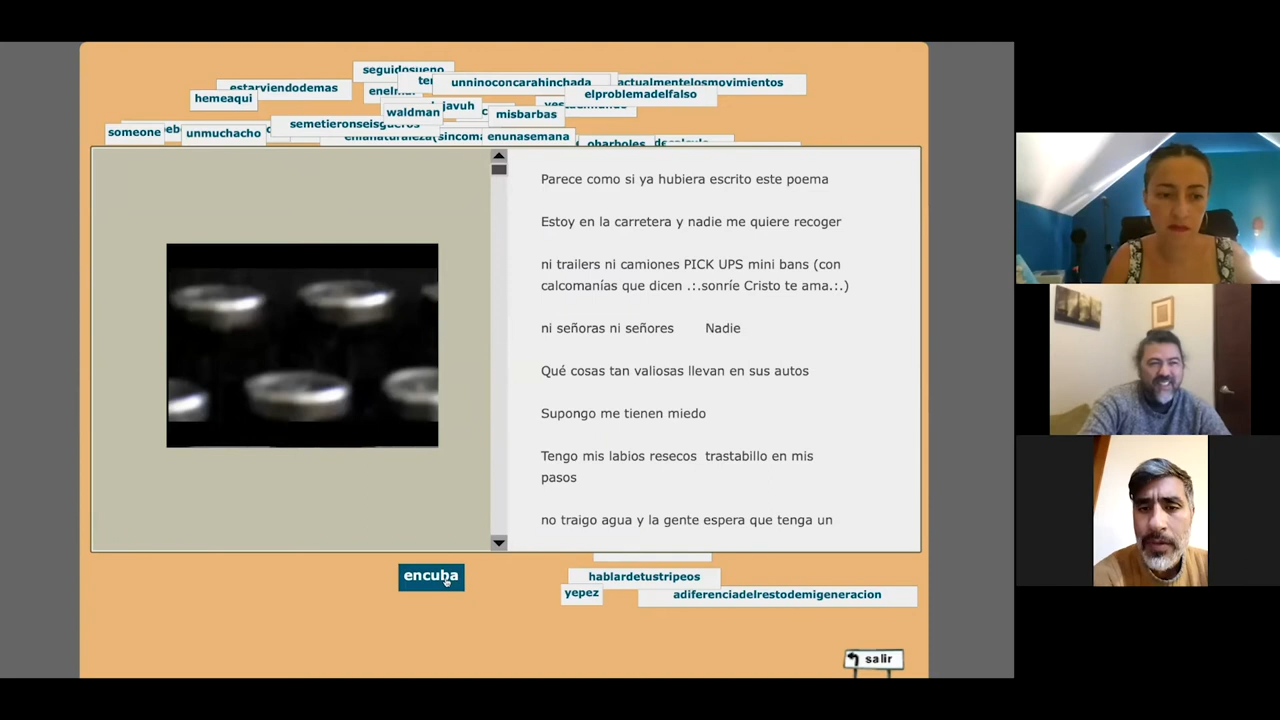 seguidosueno
unninoconcarahinchada
actualmentelosmovimientos
estarviendodemas
elproblemadelfalso
hemeaqui
waldman
misbarbas
semetieronseisgueros
someone
unmuchacho
enunasemana
oharboles
Parece como si ya hubiera escrito este poema
Estoy en la carretera y nadie me quiere recoger
ni trailers ni camiones PICK UPS mini bans (con
calcomanías que dicen .:.sonríe Cristo te ama.:.)
ni señoras ni señores Nadie
Qué cosas tan valiosas llevan en sus autos
Supongo me tienen miedo
Tengo mis labios resecos trastabillo en mis
pasos
no traigo agua y la gente espera que tenga un
encuba
hablardetustripeos
yepez
adiferenciadelrestodemigeneracion
salir